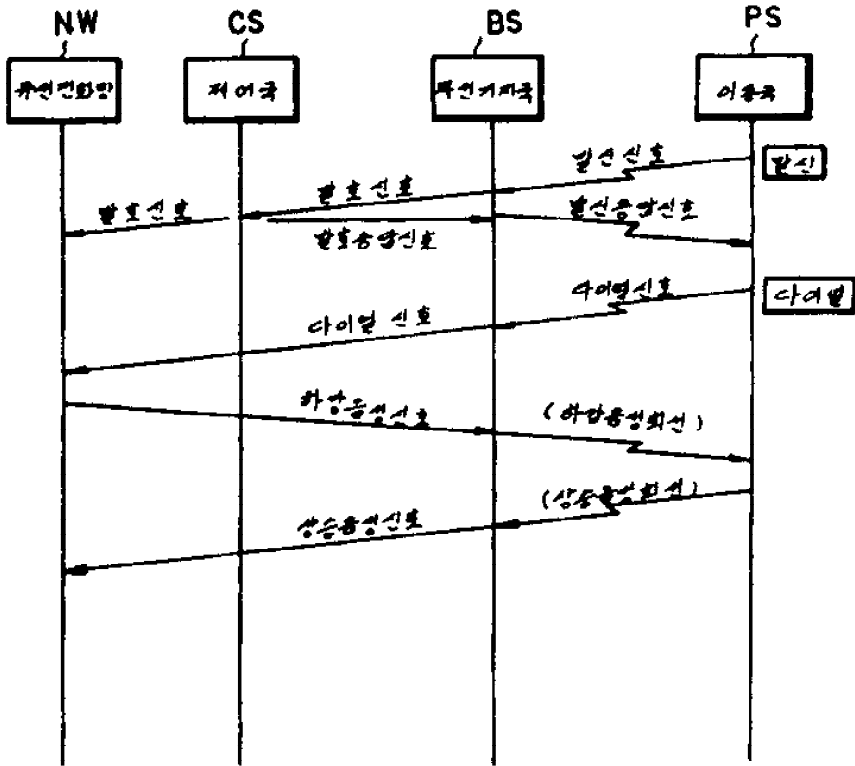 NW CS BS PS
유선전화망 제어국 무선기지국 이동국
발신신호 발신
발호신호
발호신호 발신응답신호
발호응답신호
다이얼신호 다이얼
다이얼 신호
하강음성신호 (하강음성회선)
(상승음성회선)
상승음성신호